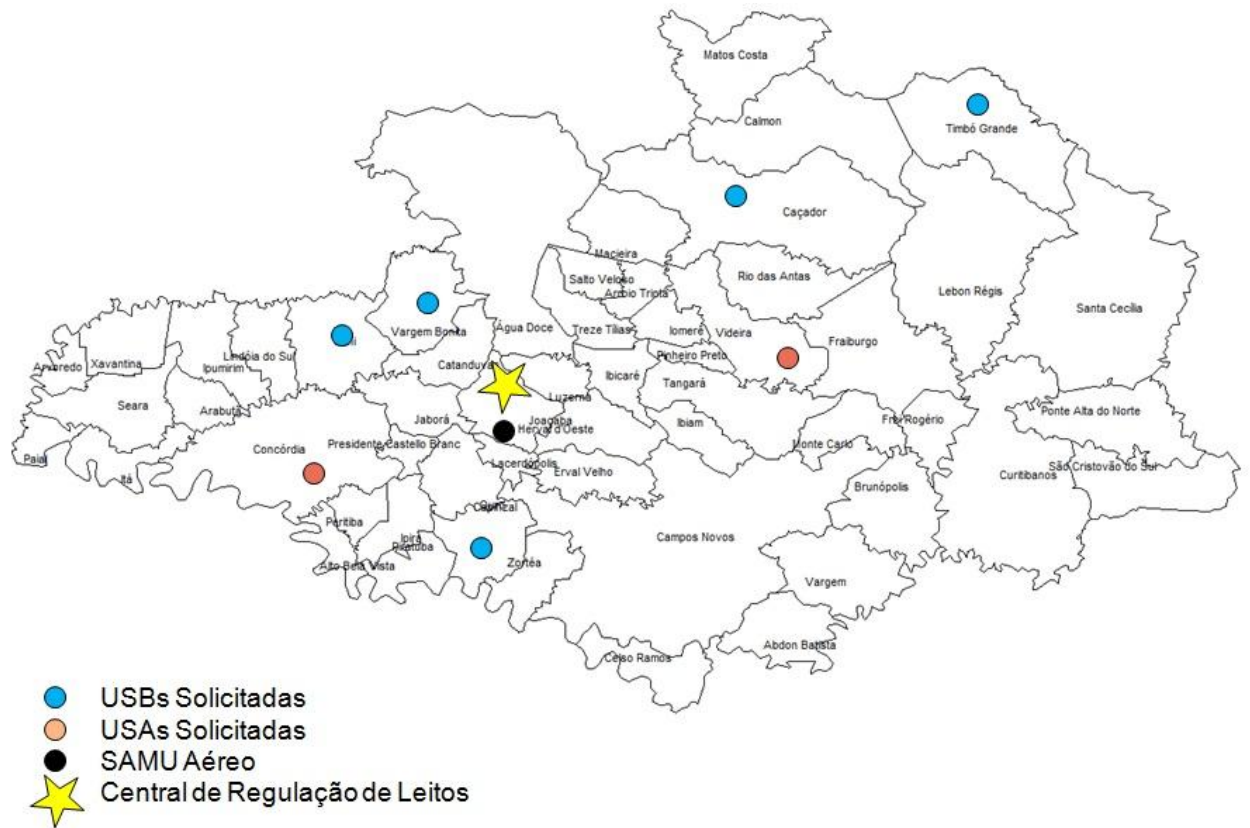 Matos Costa
Calmon
Timbó Grande
Caçador
Macieira
Salto Veloso
Rio das Antas
Arroio Trinta
Lebon Régis
Santa Cecília
Vargem Bonita
Água Doce
Treze Tílias
Iomerê
Videira
Fraiburgo
Lindóia do Sul
Pinheiro Preto
Arvoredo
Xavantina
Ipumirim
Catanduva
Ibicaré
Tangará
Luzerna
Seara
Arabutã
Jaborá
Joaçaba
Herval d'Oeste
Ibiam
Monte Carlo
Frei Rogério
Ponte Alta do Norte
Concórdia
Presidente Castello Branc
Paial
Itá
Lacerdópolis
Erval Velho
São Cristovão do Sul
Curitibanos
Brunópolis
Peritiba
Capinzal
Ipira
Piratuba
Campos Novos
Alto Bela Vista
Zortéa
Vargem
Abdon Batista
Celso Ramos
USBs Solicitadas
USAs Solicitadas
SAMU Aéreo
Central de Regulação de Leitos